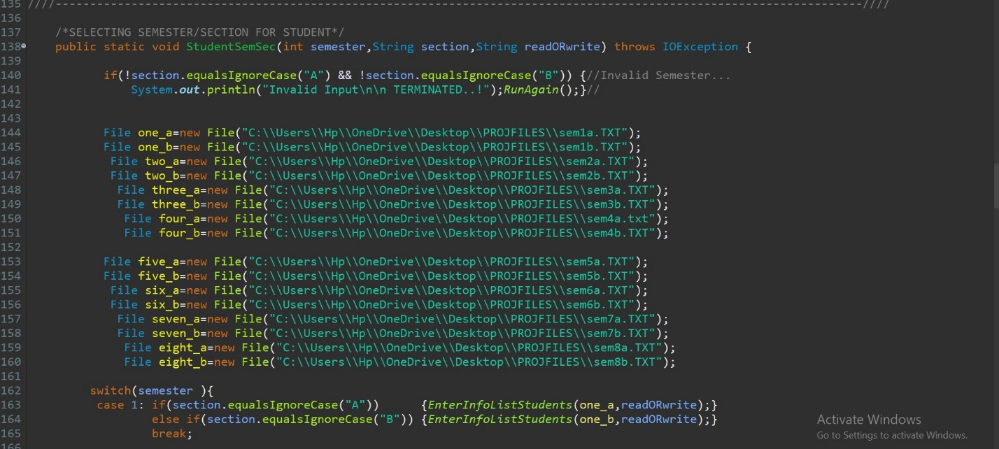 135 ////---------------------------------------------------------------------------------------------------------------------////
136
137 /*SELECTING SEMESTER/SECTION FOR STUDENT*/
138 public static void StudentSemSec(int semester,String section,String readORwrite) throws IOException {
139
140 if(!section.equalsIgnoreCase("A") && !section.equalsIgnoreCase("B")) {//Invalid Semester...
141 System.out.println("Invalid Input\n\n TERMINATED..!");RunAgain();}//
142
143
144 File one_a=new File("C:\\Users\\Hp\\OneDrive\\Desktop\\PROJFILES\\sem1a.TXT");
145 File one_b=new File("C:\\Users\\Hp\\OneDrive\\Desktop\\PROJFILES\\sem1b.TXT");
146 File two_a=new File("C:\\Users\\Hp\\OneDrive\\Desktop\\PROJFILES\\sem2a.TXT");
147 File two_b=new File("C:\\Users\\Hp\\OneDrive\\Desktop\\PROJFILES\\sem2b.TXT");
148 File three_a=new File("C:\\Users\\Hp\\OneDrive\\Desktop\\PROJFILES\\sem3a.TXT");
149 File three_b=new File("C:\\Users\\Hp\\OneDrive\\Desktop\\PROJFILES\\sem3b.TXT");
150 File four_a=new File("C:\\Users\\Hp\\OneDrive\\Desktop\\PROJFILES\\sem4a.txt");
151 File four_b=new File("C:\\Users\\Hp\\OneDrive\\Desktop\\PROJFILES\\sem4b.TXT");
152
153 File five_a=new File("C:\\Users\\Hp\\OneDrive\\Desktop\\PROJFILES\\sem5a.TXT");
154 File five_b=new File("C:\\Users\\Hp\\OneDrive\\Desktop\\PROJFILES\\sem5b.TXT");
155 File six_a=new File("C:\\Users\\Hp\\OneDrive\\Desktop\\PROJFILES\\sem6a.TXT");
156 File six_b=new File("C:\\Users\\Hp\\OneDrive\\Desktop\\PROJFILES\\sem6b.TXT");
157 File seven_a=new File("C:\\Users\\Hp\\OneDrive\\Desktop\\PROJFILES\\sem7a.TXT");
158 File seven_b=new File("C:\\Users\\Hp\\OneDrive\\Desktop\\PROJFILES\\sem7b.TXT");
159 File eight_a=new File("C:\\Users\\Hp\\OneDrive\\Desktop\\PROJFILES\\sem8a.TXT");
160 File eight_b=new File("C:\\Users\\Hp\\OneDrive\\Desktop\\PROJFILES\\sem8b.TXT");
161
162 switch(semester ){
163 case 1: if(section.equalsIgnoreCase("A")) {EnterInfoListStudents(one_a,readORwrite);}
164 else if(section.equalsIgnoreCase("B")) {EnterInfoListStudents(one_b,readORwrite);}
165 break;
166
Activate Windows
Go to Settings to activate Windows.